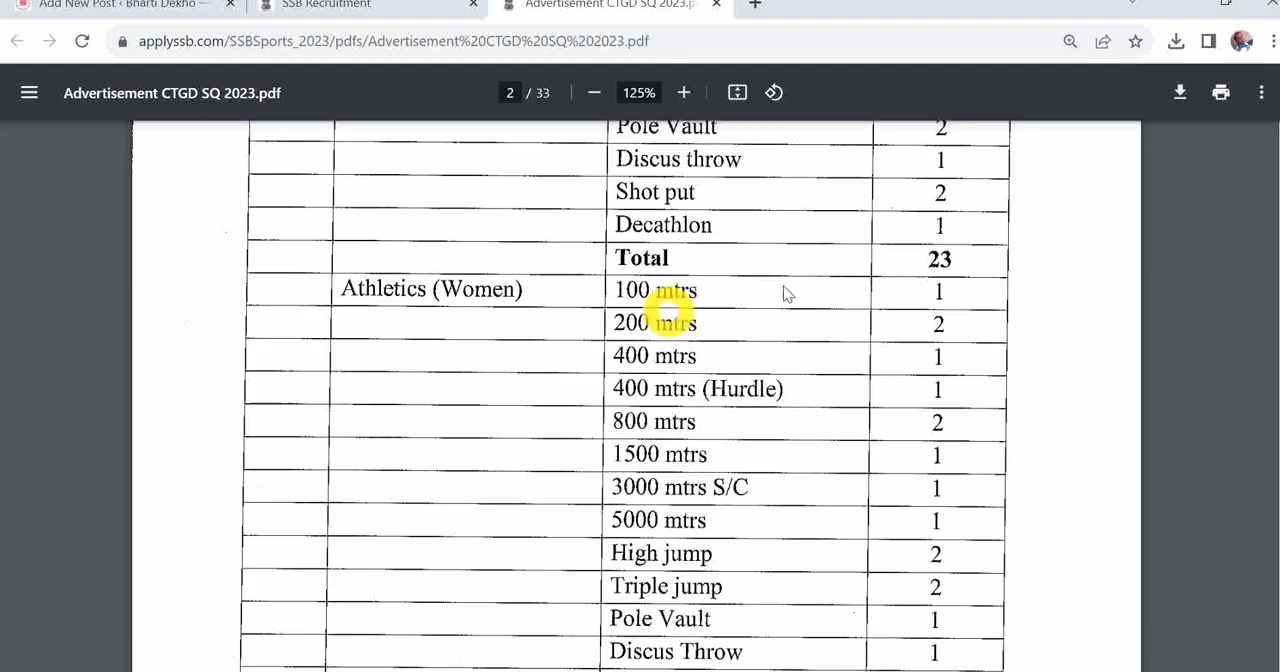 Add New Post ‹ Bharti Dekho —
SSB Recruitment
Advertisement CTGD SQ 2023.p
applyssb.com/SSBSports_2023/pdfs/Advertisement%20CTGD%20SQ%202023.pdf
Advertisement CTGD SQ 2023.pdf
2 / 33
125%
Pole Vault 2
Discus throw 1
Shot put 2
Decathlon 1
Total 23
Athletics (Women) 100 mtrs 1
200 mtrs 2
400 mtrs 1
400 mtrs (Hurdle) 1
800 mtrs 2
1500 mtrs 1
3000 mtrs S/C 1
5000 mtrs 1
High jump 2
Triple jump 2
Pole Vault 1
Discus Throw 1